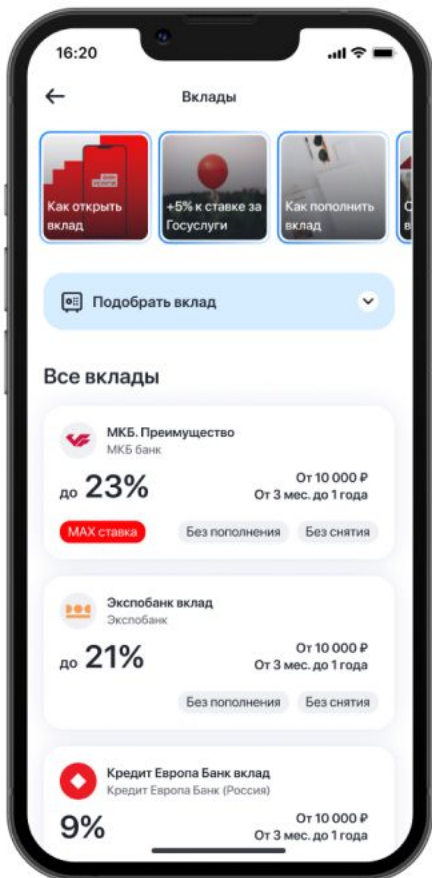 16:20
Вклады
Как открыть
вклад
+5% к ставке за
Госуслуги
Как пополнить
вклад
Подобрать вклад
Все вклады
МКБ. Преимущество
МКБ банк
до 23%
От 10 000 ₽
От 3 мес. до 1 года
MAX ставка
Без пополнения
Без снятия
Экспобанк вклад
Экспобанк
до 21%
От 10 000 ₽
От 3 мес. до 1 года
Без пополнения
Без снятия
Кредит Европа Банк вклад
Кредит Европа Банк (Россия)
9%
От 10 000 ₽
От 3 мес. до 1 года